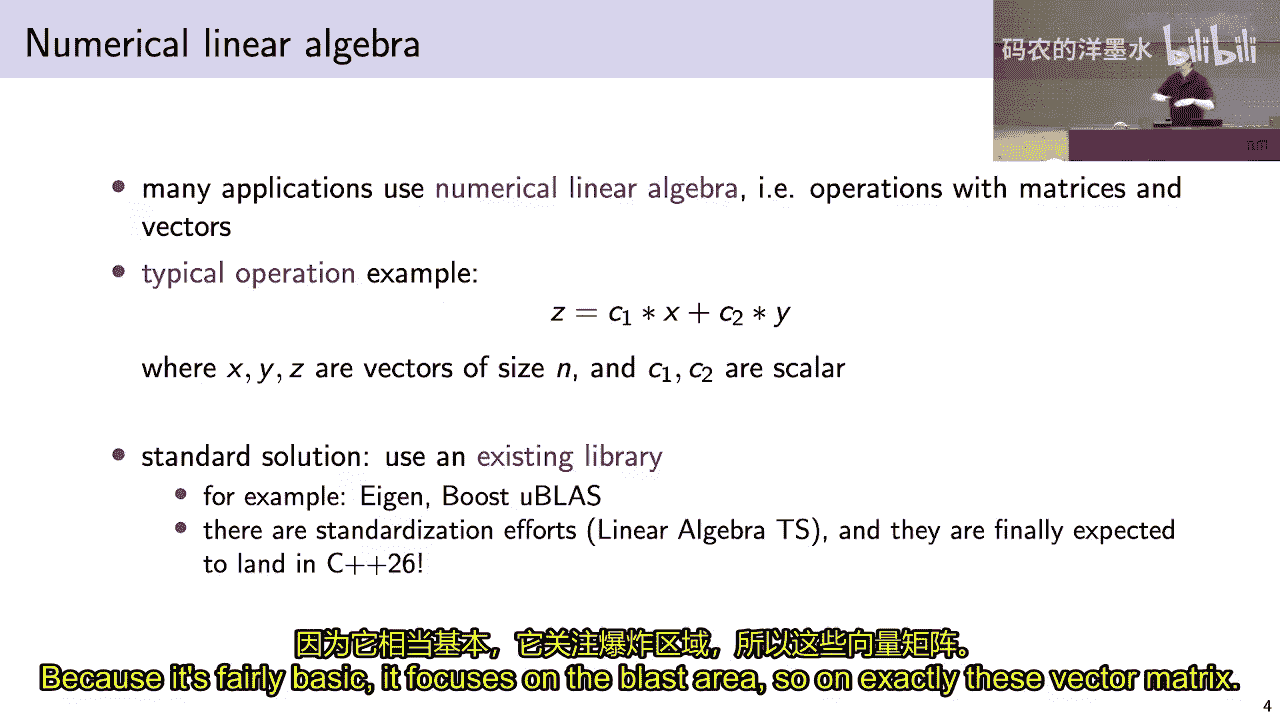 Numerical linear algebra
码农的洋墨水 bilibili
• many applications use numerical linear algebra, i.e. operations with matrices and
vectors
• typical operation example:
z = c₁ ∗ x + c₂ ∗ y
where x, y, z are vectors of size n, and c₁, c₂ are scalar
• standard solution: use an existing library
• for example: Eigen, Boost uBLAS
• there are standardization efforts (Linear Algebra TS), and they are finally expected
to land in C++26!
因为它相当基本，它关注爆炸区域，所以这些向量矩阵。
Because it's fairly basic, it focuses on the blast area, so on exactly these vector matrix.
4